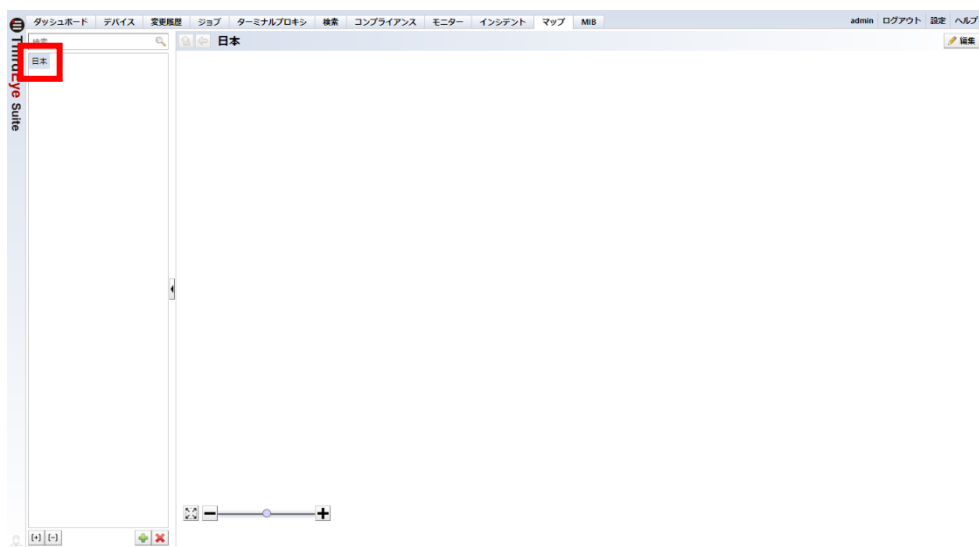 ダッシュボード デバイス 変更履歴 ジョブ ターミナルプロキシ 検索 コンプライアンス モニター インシデント マップ MIB
admin ログアウト 設定 ヘルプ
ThirdEye Suite
検索
日本
編集
日本
[+] [-]